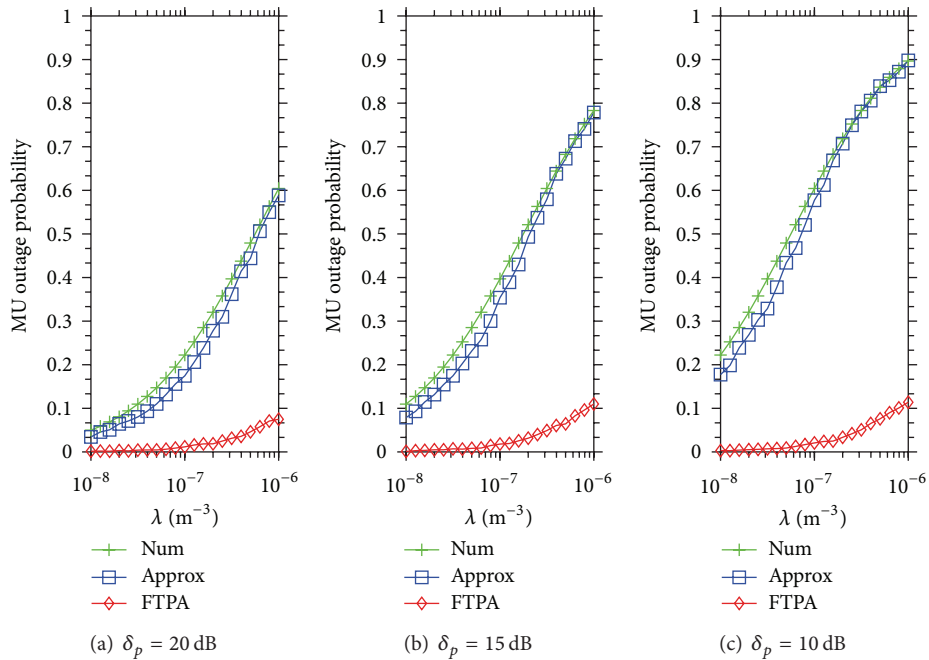 1
0.9
0.8
0.7
0.6
0.5
0.4
0.3
0.2
0.1
0
MU outage probability
10⁻⁸ 10⁻⁷ 10⁻⁶
λ (m⁻³)
Num
Approx
FTPA
(a) δₚ = 20 dB
1
0.9
0.8
0.7
0.6
0.5
0.4
0.3
0.2
0.1
0
MU outage probability
10⁻⁸ 10⁻⁷ 10⁻⁶
λ (m⁻³)
Num
Approx
FTPA
(b) δₚ = 15 dB
1
0.9
0.8
0.7
0.6
0.5
0.4
0.3
0.2
0.1
0
MU outage probability
10⁻⁸ 10⁻⁷ 10⁻⁶
λ (m⁻³)
Num
Approx
FTPA
(c) δₚ = 10 dB